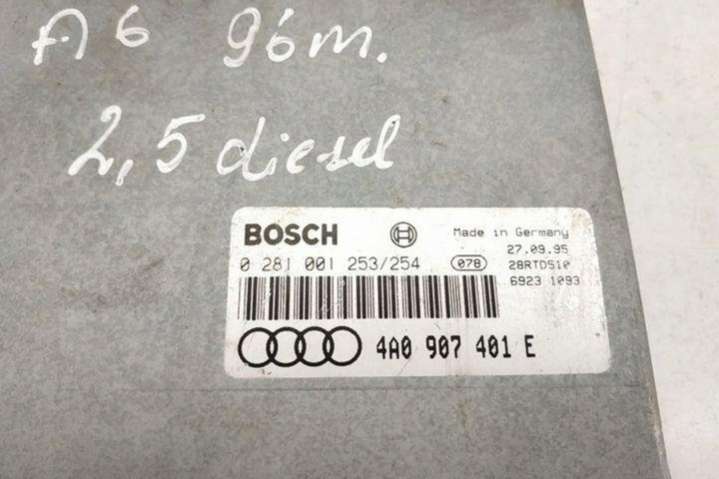 A6 96m.
2,5 diesel
BOSCH Made in Germany
27.09.95
0 281 001 253/254 078 28RTD510
6923 1093
4A0 907 401 E